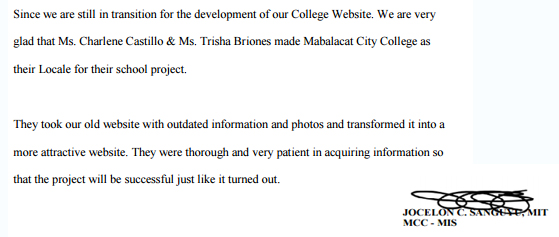 Since we are still in transition for the development of our College Website. We are very
glad that Ms. Charlene Castillo & Ms. Trisha Briones made Mabalacat City College as
their Locale for their school project.
They took our old website with outdated information and photos and transformed it into a
more attractive website. They were thorough and very patient in acquiring information so
that the project will be successful just like it turned out.
JOCELON C. MIT
MCC - MIS